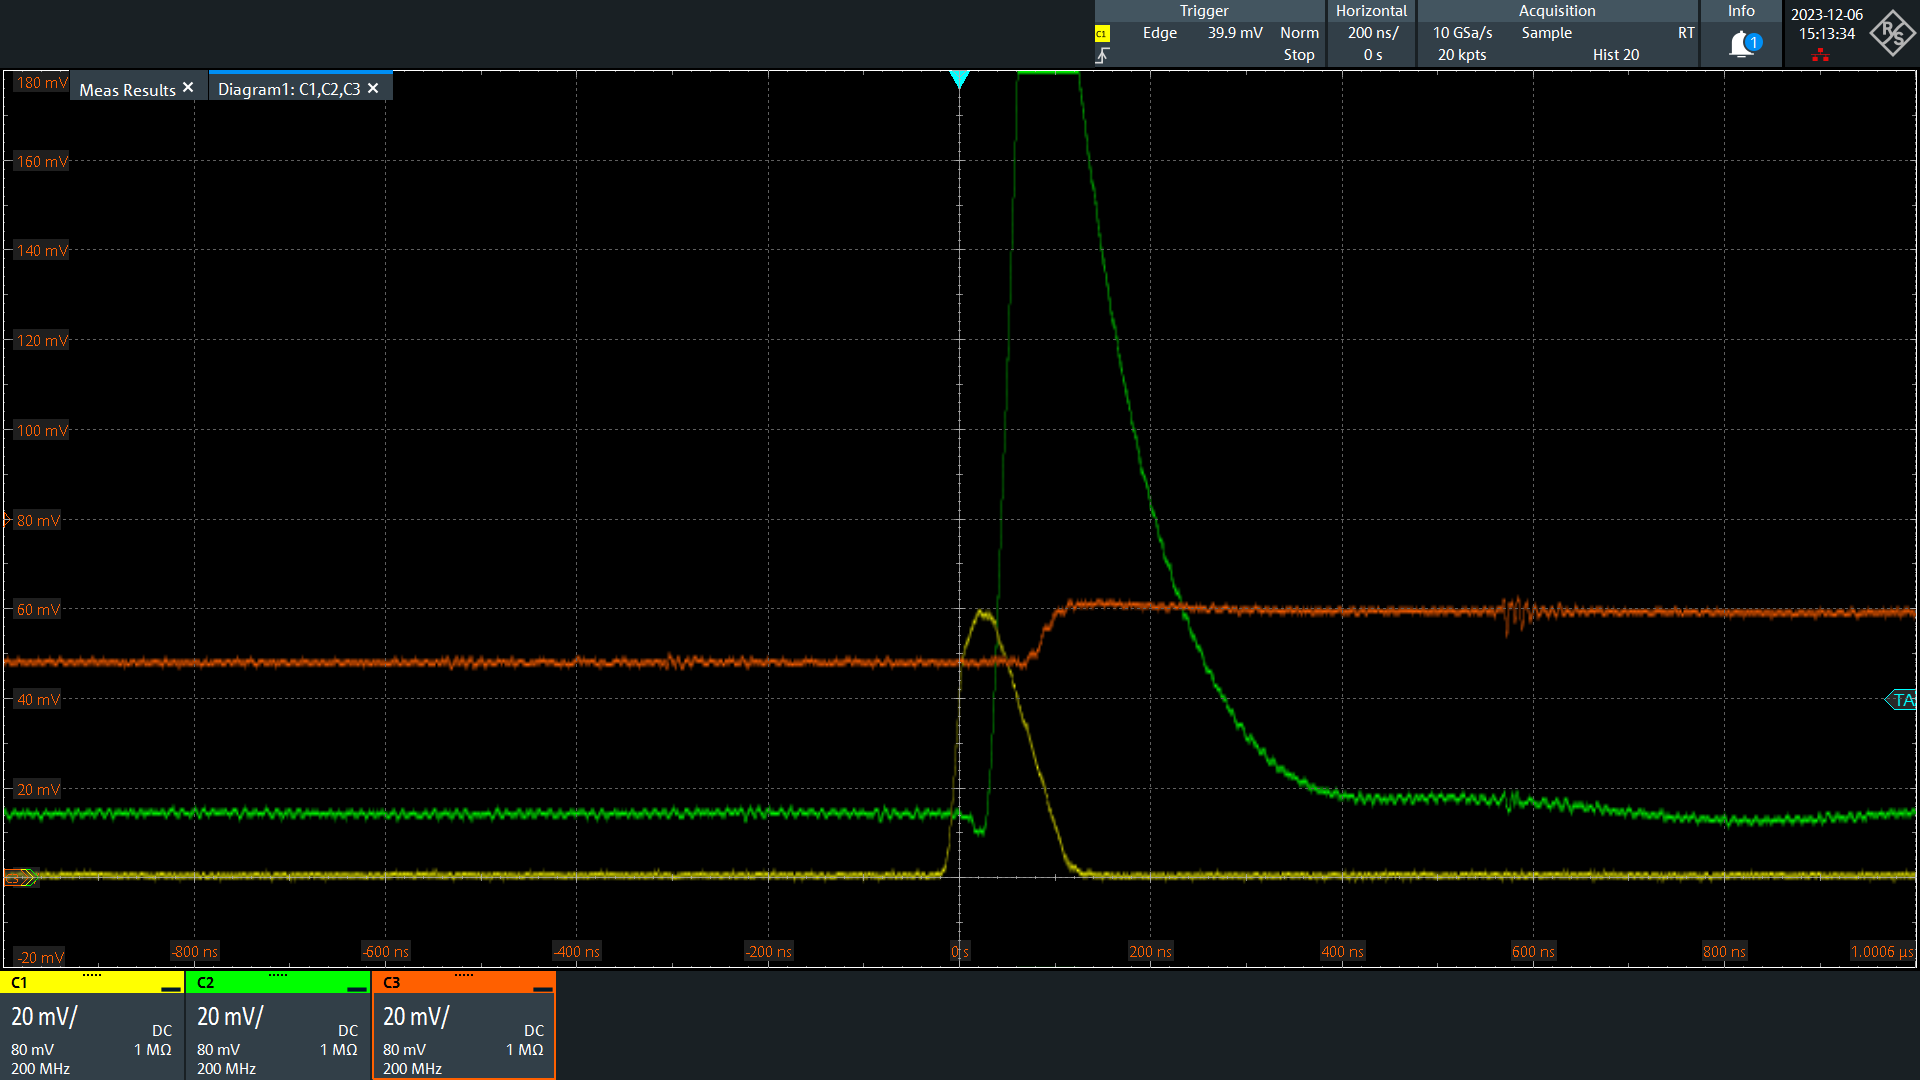 Trigger
C1 Edge 39.9 mV Norm
Stop
Horizontal
200 ns/
0 s
Acquisition
10 GSa/s Sample RT
20 kpts Hist 20
Info
1
2023-12-06
15:13:34
R&S
Meas Results ×
Diagram1: C1,C2,C3 ×
180 mV
160 mV
140 mV
120 mV
100 mV
80 mV
60 mV
40 mV
20 mV
-20 mV
TA
-800 ns
-600 ns
-400 ns
-200 ns
0 s
200 ns
400 ns
600 ns
800 ns
1.0006 µs
C1
20 mV/
DC
80 mV 1 MΩ
200 MHz
C2
20 mV/
DC
80 mV 1 MΩ
200 MHz
C3
20 mV/
DC
80 mV 1 MΩ
200 MHz